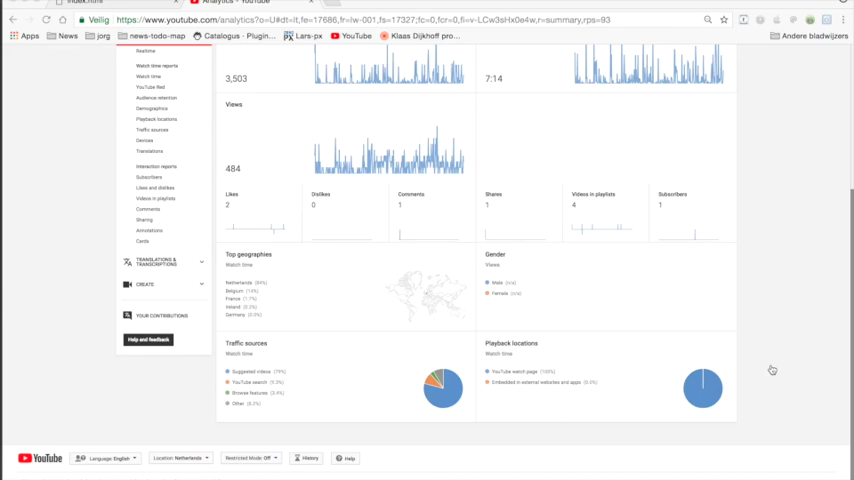 index.html
Analytics - YouTube
Veilig
https://www.youtube.com/analytics?o=U#dt=lt,fe=17686,fr=lw-001,fs=17327;fc=0,fcr=0,fi=v-LCw3sHx0e4w,r=summary,rps=93
Apps News jorg news-todo-map Catalogus - Plugin... Lars-px YouTube Klaas Dijkhoff pro... Andere bladwijzers
Realtime
Watch time reports
Watch time
YouTube Red
Audience retention
Demographics
Playback locations
Traffic sources
Devices
Translations
Interaction reports
Subscribers
Likes and dislikes
Videos in playlists
Comments
Sharing
Annotations
Cards
TRANSLATIONS &
TRANSCRIPTIONS
CREATE
YOUR CONTRIBUTIONS
Help and feedback
3,503
7:14
Views
484
Likes Dislikes Comments Shares Videos in playlists Subscribers
2 0 1 1 4 1
Top geographies
Watch time
Netherlands (84%)
Belgium (14%)
France (1.7%)
Ireland (0.3%)
Germany (0.0%)
Gender
Views
Male (n/a)
Female (n/a)
Traffic sources
Watch time
Suggested videos (79%)
YouTube search (9.3%)
Browse features (3.4%)
Other (8.2%)
Playback locations
Watch time
YouTube watch page (100%)
Embedded in external websites and apps (0.0%)
YouTube Language: English Location: Netherlands Restricted Mode: Off History Help